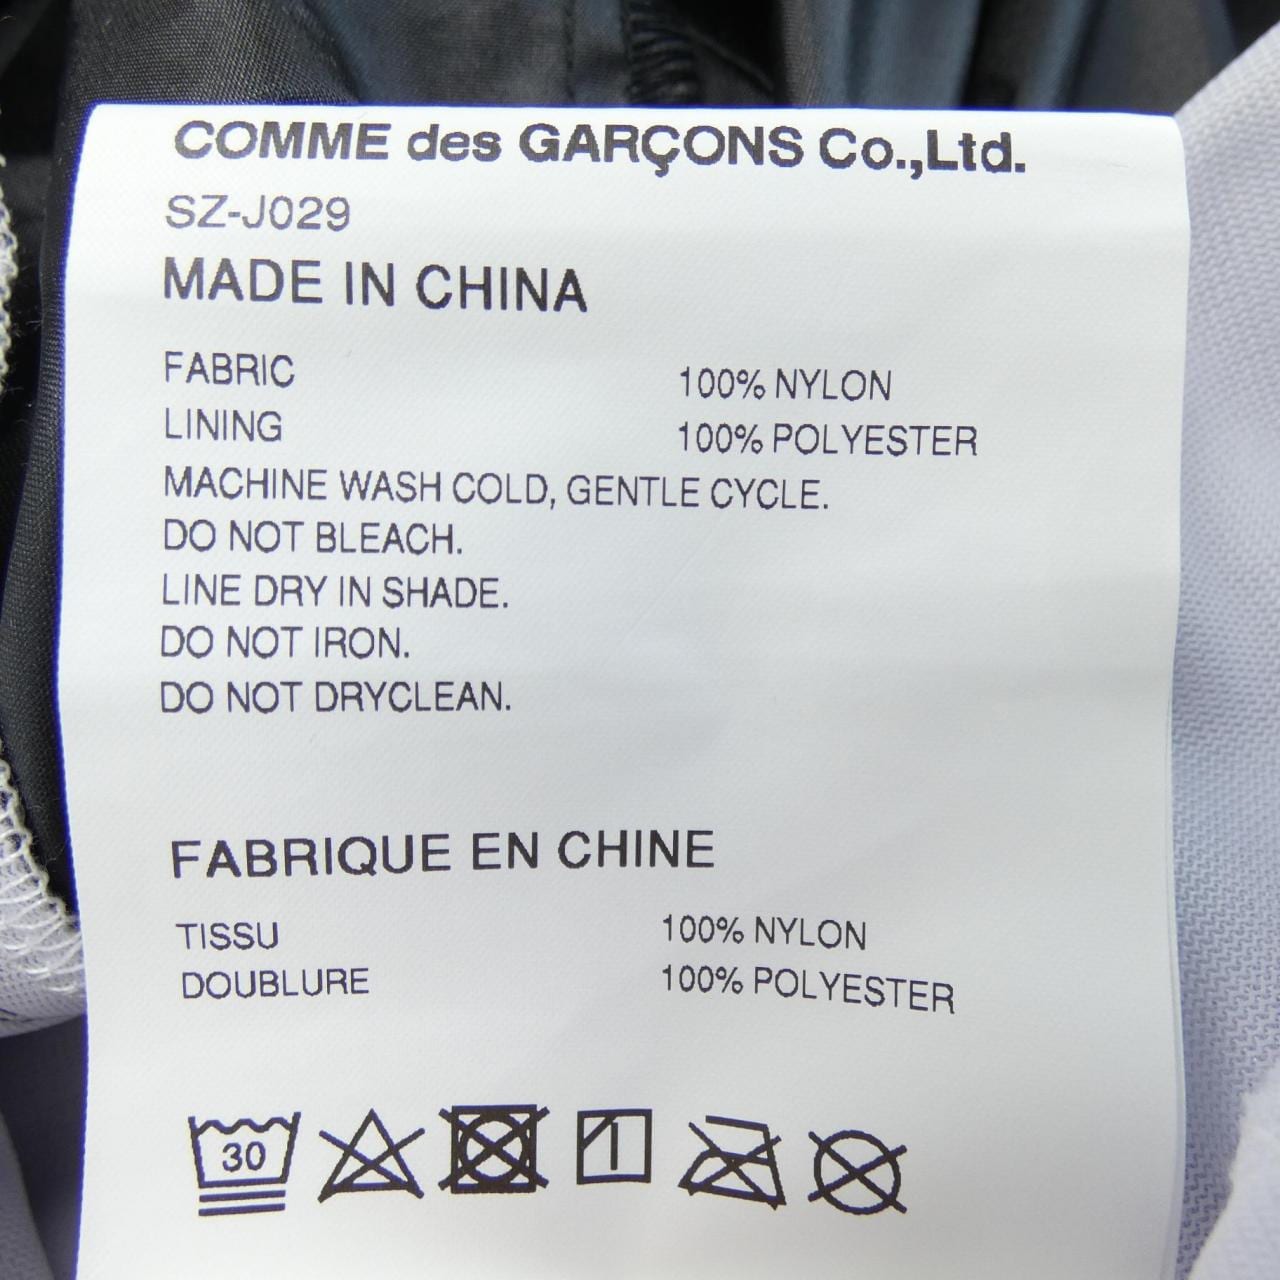 COMME des GARÇONS Co.,Ltd.
SZ-J029
MADE IN CHINA
FABRIC 100% NYLON
LINING 100% POLYESTER
MACHINE WASH COLD, GENTLE CYCLE.
DO NOT BLEACH.
LINE DRY IN SHADE.
DO NOT IRON.
DO NOT DRYCLEAN.
FABRIQUE EN CHINE
TISSU 100% NYLON
DOUBLURE 100% POLYESTER
30